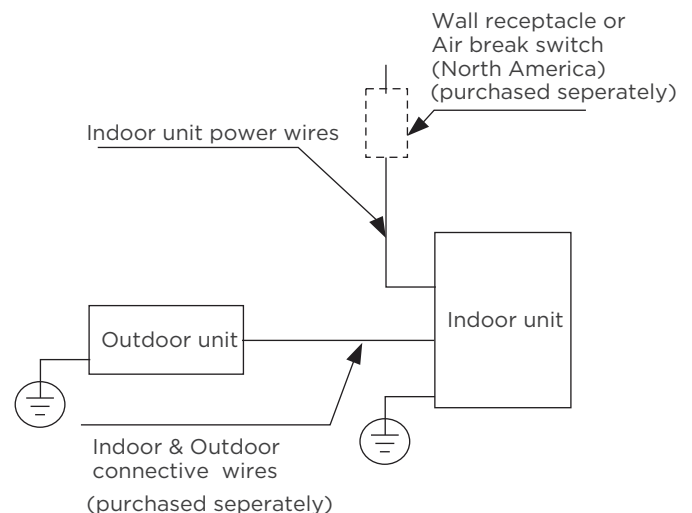 Wall receptacle or
Air break switch
(North America)
(purchased seperately)
Indoor unit power wires
Indoor unit
Outdoor unit
Indoor & Outdoor
connective wires
(purchased seperately)